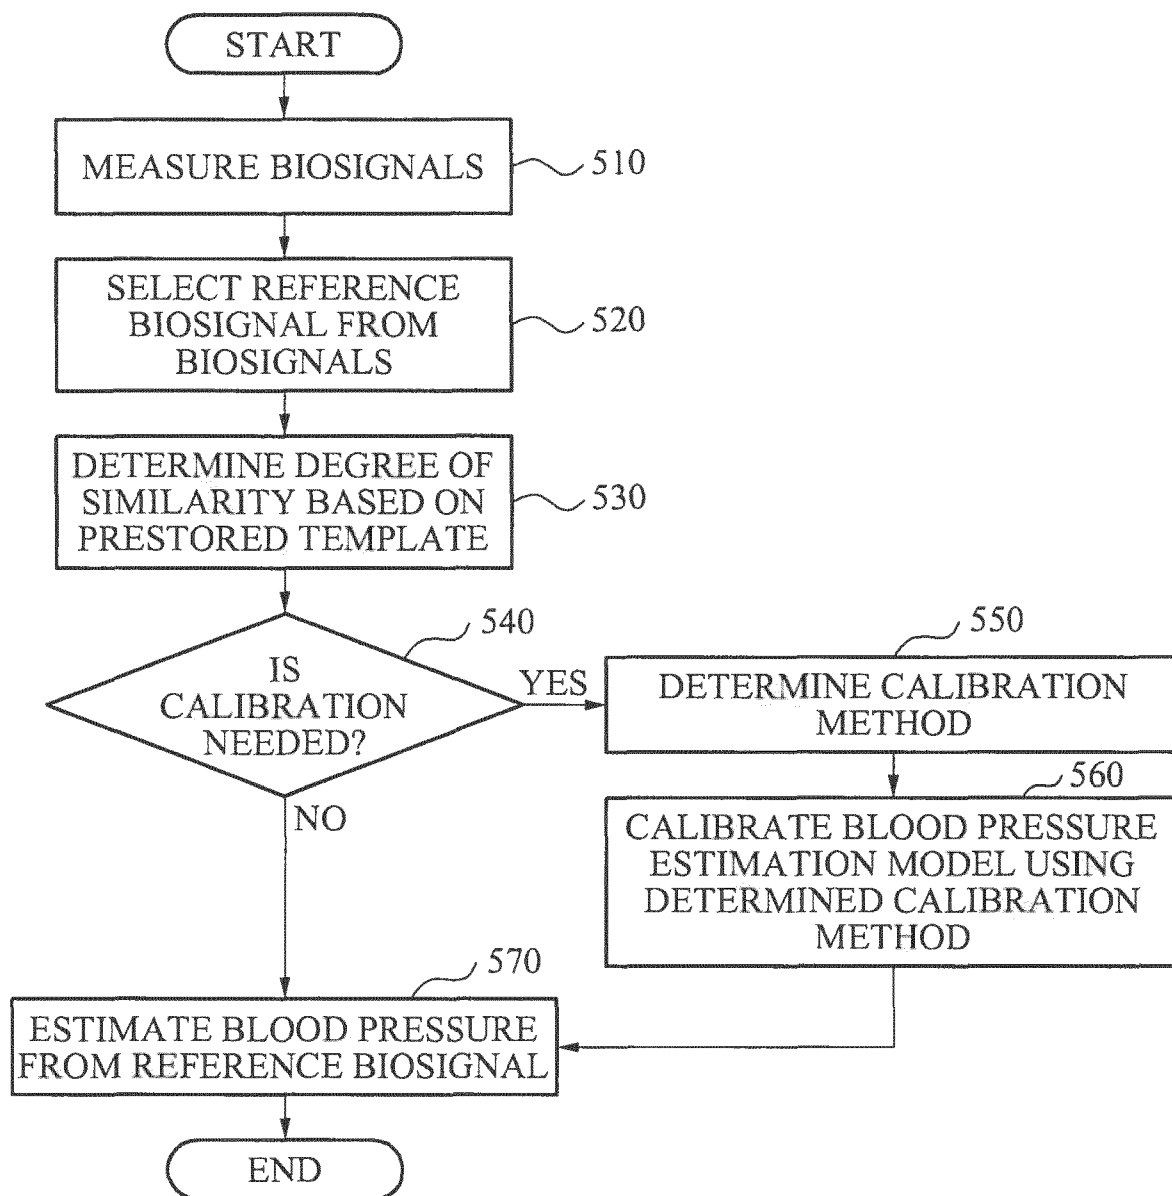 START
MEASURE BIOSIGNALS
510
SELECT REFERENCE
BIOSIGNAL FROM
BIOSIGNALS
520
DETERMINE DEGREE OF
SIMILARITY BASED ON
PRESTORED TEMPLATE
530
540
IS
CALIBRATION
NEEDED?
YES
NO
550
DETERMINE CALIBRATION
METHOD
560
CALIBRATE BLOOD PRESSURE
ESTIMATION MODEL USING
DETERMINED CALIBRATION
METHOD
570
ESTIMATE BLOOD PRESSURE
FROM REFERENCE BIOSIGNAL
END